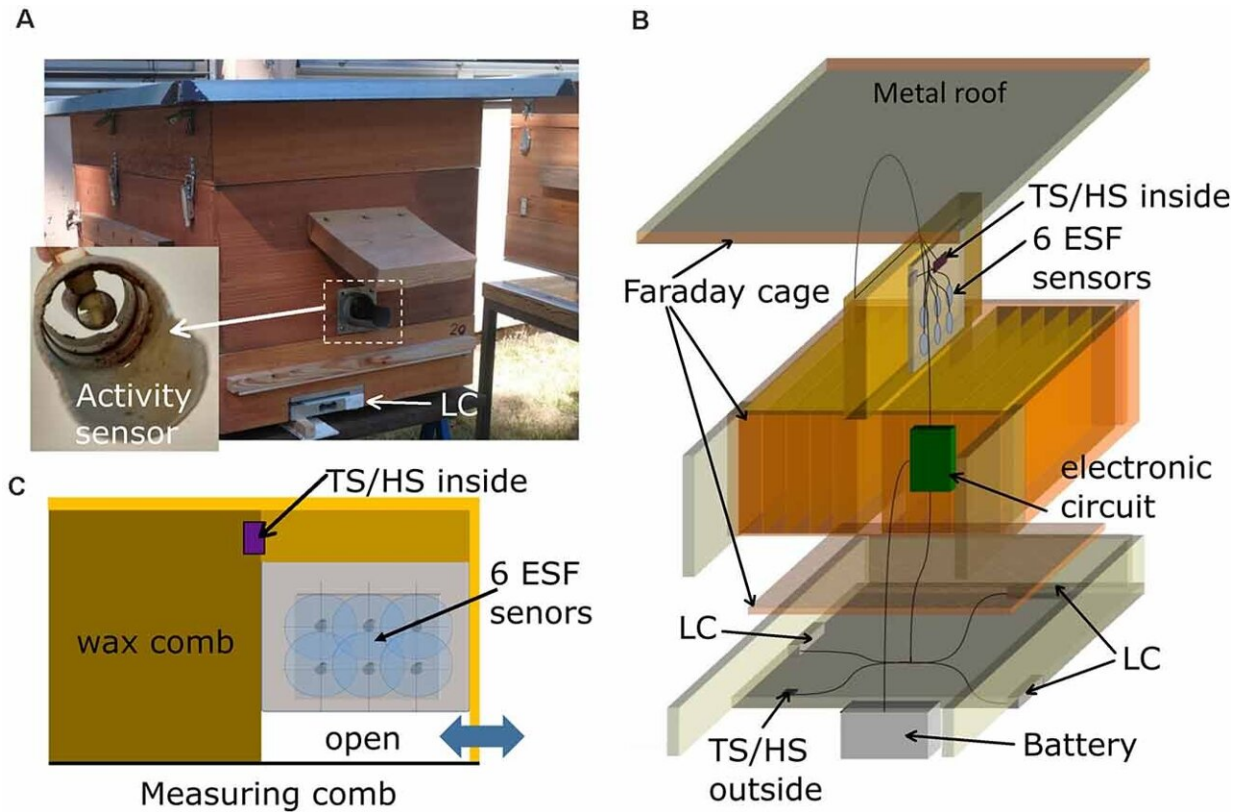 A
Activity
sensor
LC
20
B
Metal roof
TS/HS inside
6 ESF
sensors
Faraday cage
electronic
circuit
LC
LC
TS/HS
outside
Battery
C
TS/HS inside
6 ESF
senors
wax comb
open
Measuring comb